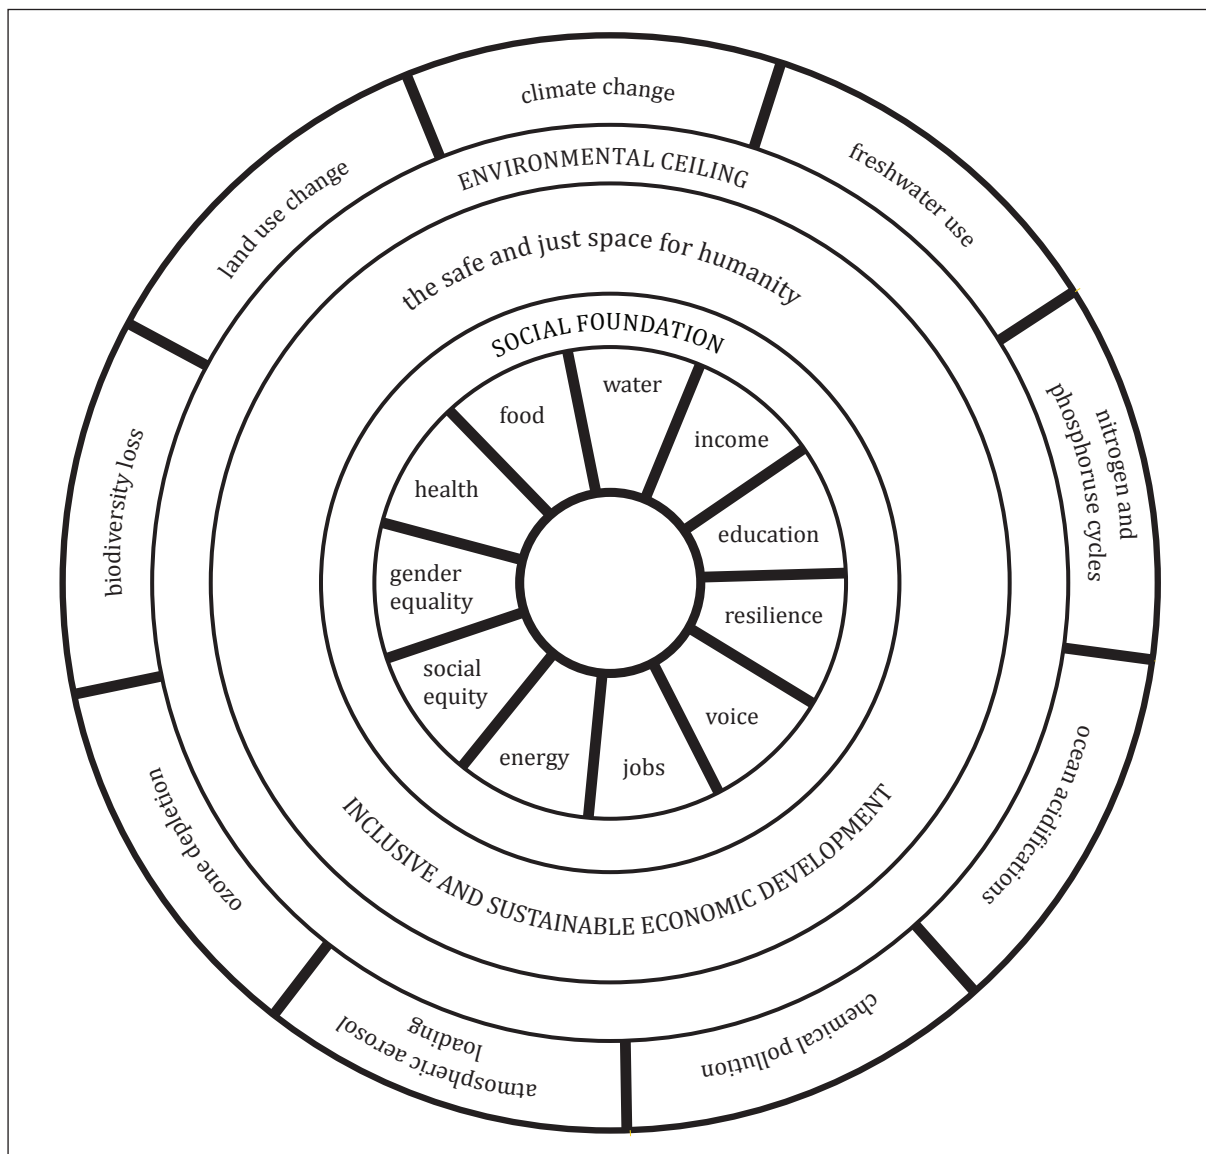 climate change
freshwater use
nitrogen and
phosphoruse cycles
ocean acidifications
chemical pollution
atmospheric aerosol
loading
ozone depletion
biodiversity loss
land use change
ENVIRONMENTAL CEILING
the safe and just space for humanity
SOCIAL FOUNDATION
water
income
education
resilience
voice
jobs
energy
social
equity
gender
equality
health
food
INCLUSIVE AND SUSTAINABLE ECONOMIC DEVELOPMENT